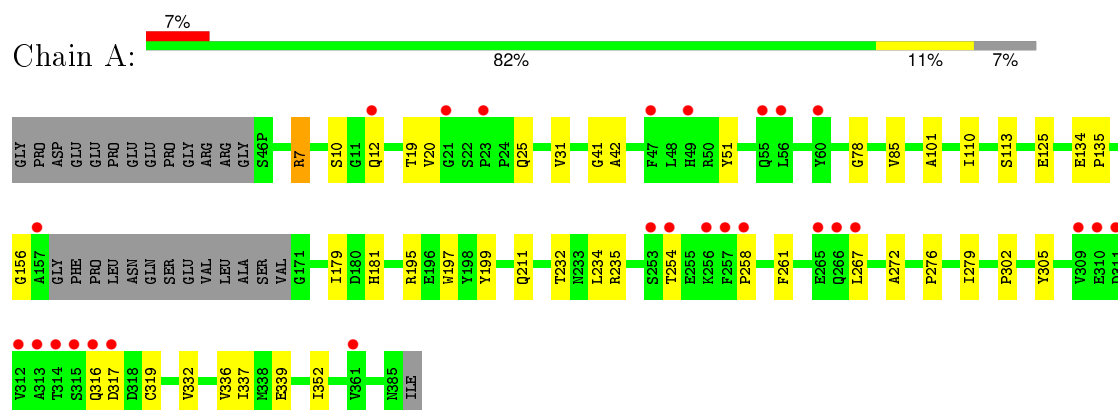 7%
Chain A:
82% 11% 7%
GLY PRO ASP GLU GLU PRO GLU GLU PRO GLY ARG ARG GLY S46P R7 S10 G11 Q12 T19 V20 G21 S22 P23 P24 Q25 V31 G41 A42 F47 L48 H49 R50 Y51 Q55 L56 Y60 G78 V85 A101 I110 S113 E125 E134 P135
G156 A157 GLY PHE PRO LEU ASN GLN SER GLU VAL LEU ALA SER VAL G171 I179 D180 H181 R195 E196 W197 Y198 Y199 Q211 T232 N233 L234 R235 S253 T254 E255 K256 F257 P258 F261 E265 Q266 L267 A272 P276 I279 P302 Y305 V309 E310
V312 A313 T314 S315 Q316 D317 D318 C319 V332 V336 I337 M338 E339 I352 V361 N385 ILE